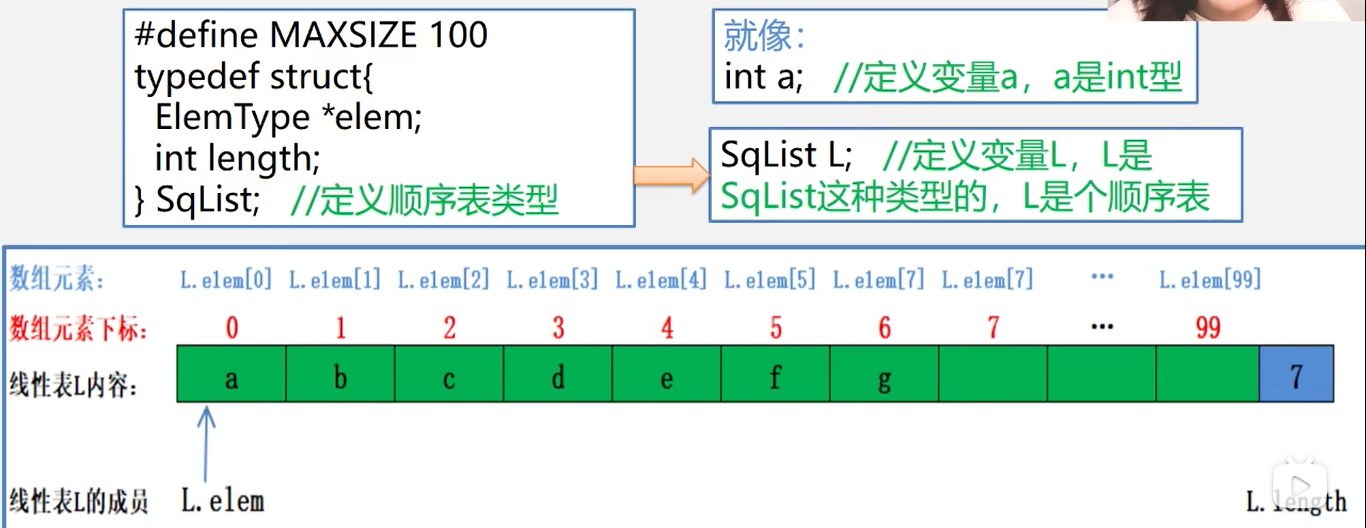 #define MAXSIZE 100
typedef struct{
ElemType *elem;
int length;
} SqList; //定义顺序表类型
就像：
int a; //定义变量a，a是int型
SqList L; //定义变量L，L是
SqList这种类型的，L是个顺序表
数组元素： L.elem[0] L.elem[1] L.elem[2] L.elem[3] L.elem[4] L.elem[5] L.elem[7] L.elem[7] … L.elem[99]
数组元素下标： 0 1 2 3 4 5 6 7 … 99
线性表L内容： a b c d e f g 7
线性表L的成员 L.elem L.length